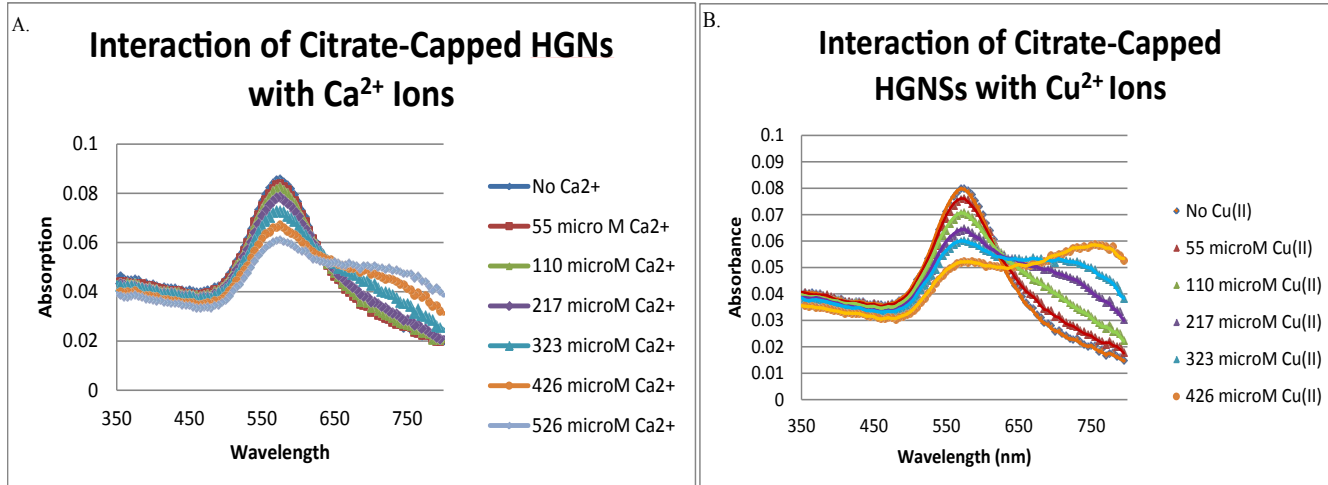 A.
Interaction of Citrate-Capped HGNs
with Ca²⁺ Ions
0.1
0.08
0.06
0.04
0.02
0
Absorption
350
450
550
650
750
Wavelength
No Ca2+
55 micro M Ca2+
110 microM Ca2+
217 microM Ca2+
323 microM Ca2+
426 microM Ca2+
526 microM Ca2+
B.
Interaction of Citrate-Capped
HGNSs with Cu²⁺ Ions
0.1
0.09
0.08
0.07
0.06
0.05
0.04
0.03
0.02
0.01
0
Absorbance
350
450
550
650
750
Wavelength (nm)
No Cu(II)
55 microM Cu(II)
110 microM Cu(II)
217 microM Cu(II)
323 microM Cu(II)
426 microM Cu(II)